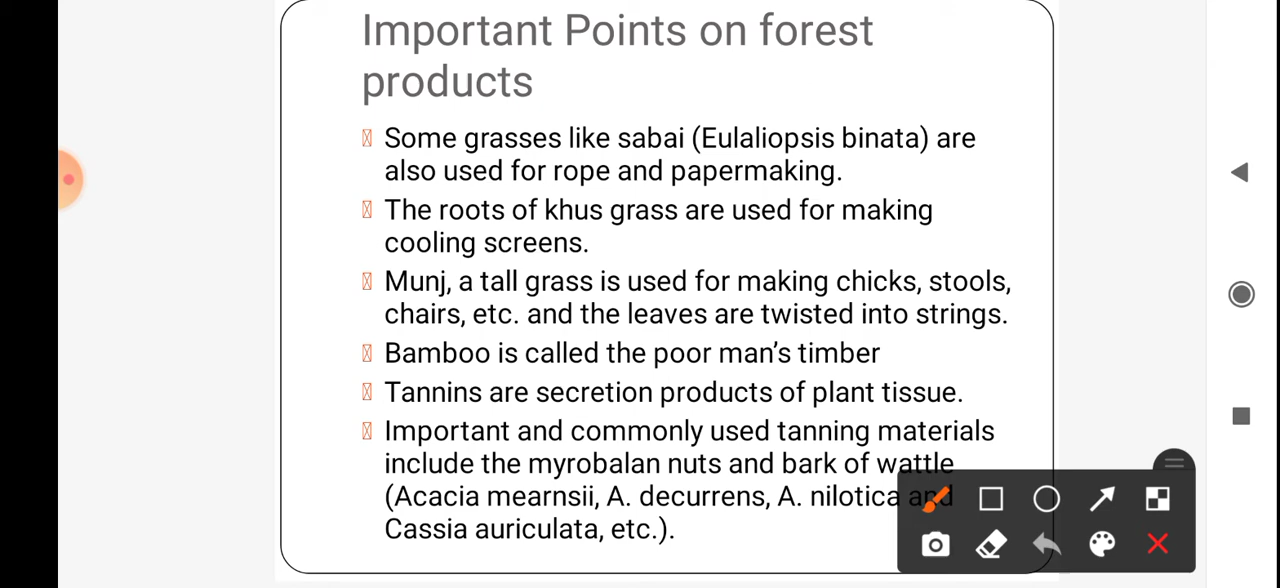 Important Points on forest
products
Some grasses like sabai (Eulaliopsis binata) are
also used for rope and papermaking.
The roots of khus grass are used for making
cooling screens.
Munj, a tall grass is used for making chicks, stools,
chairs, etc. and the leaves are twisted into strings.
Bamboo is called the poor man’s timber
Tannins are secretion products of plant tissue.
Important and commonly used tanning materials
include the myrobalan nuts and bark of wattle
(Acacia mearnsii, A. decurrens, A. nilotica and
Cassia auriculata, etc.).